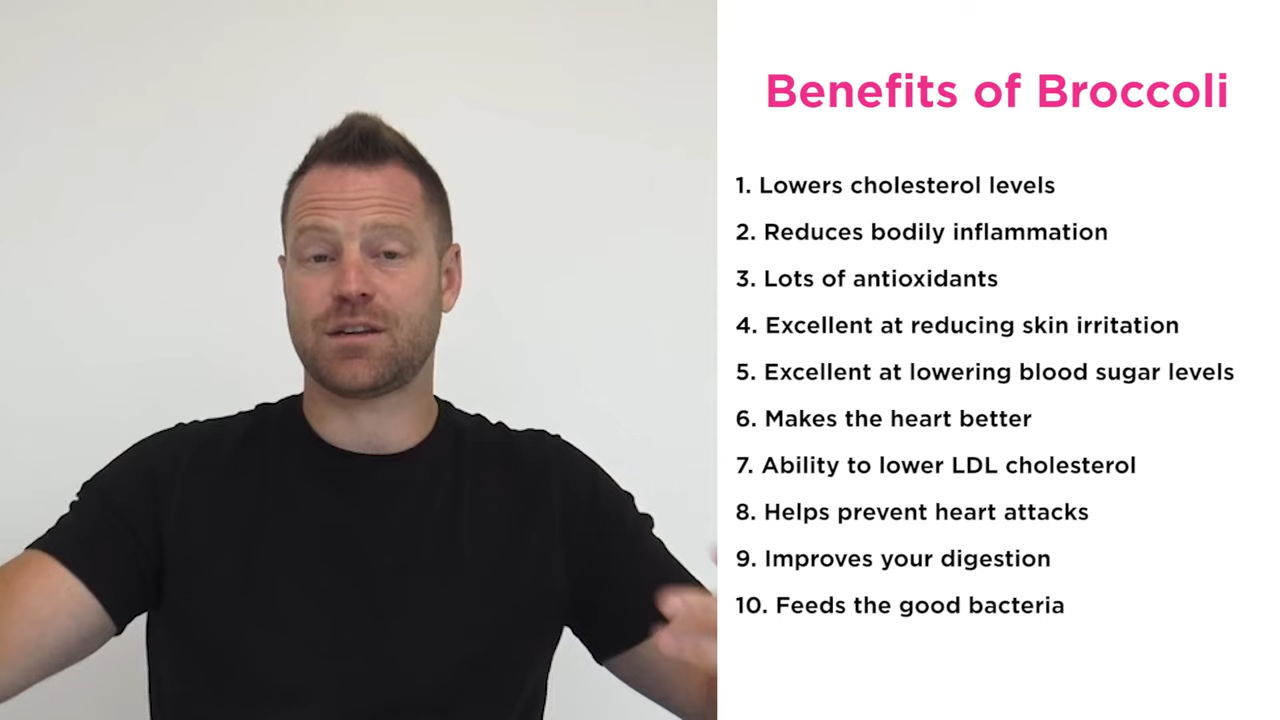 Benefits of Broccoli
1. Lowers cholesterol levels
2. Reduces bodily inflammation
3. Lots of antioxidants
4. Excellent at reducing skin irritation
5. Excellent at lowering blood sugar levels
6. Makes the heart better
7. Ability to lower LDL cholesterol
8. Helps prevent heart attacks
9. Improves your digestion
10. Feeds the good bacteria